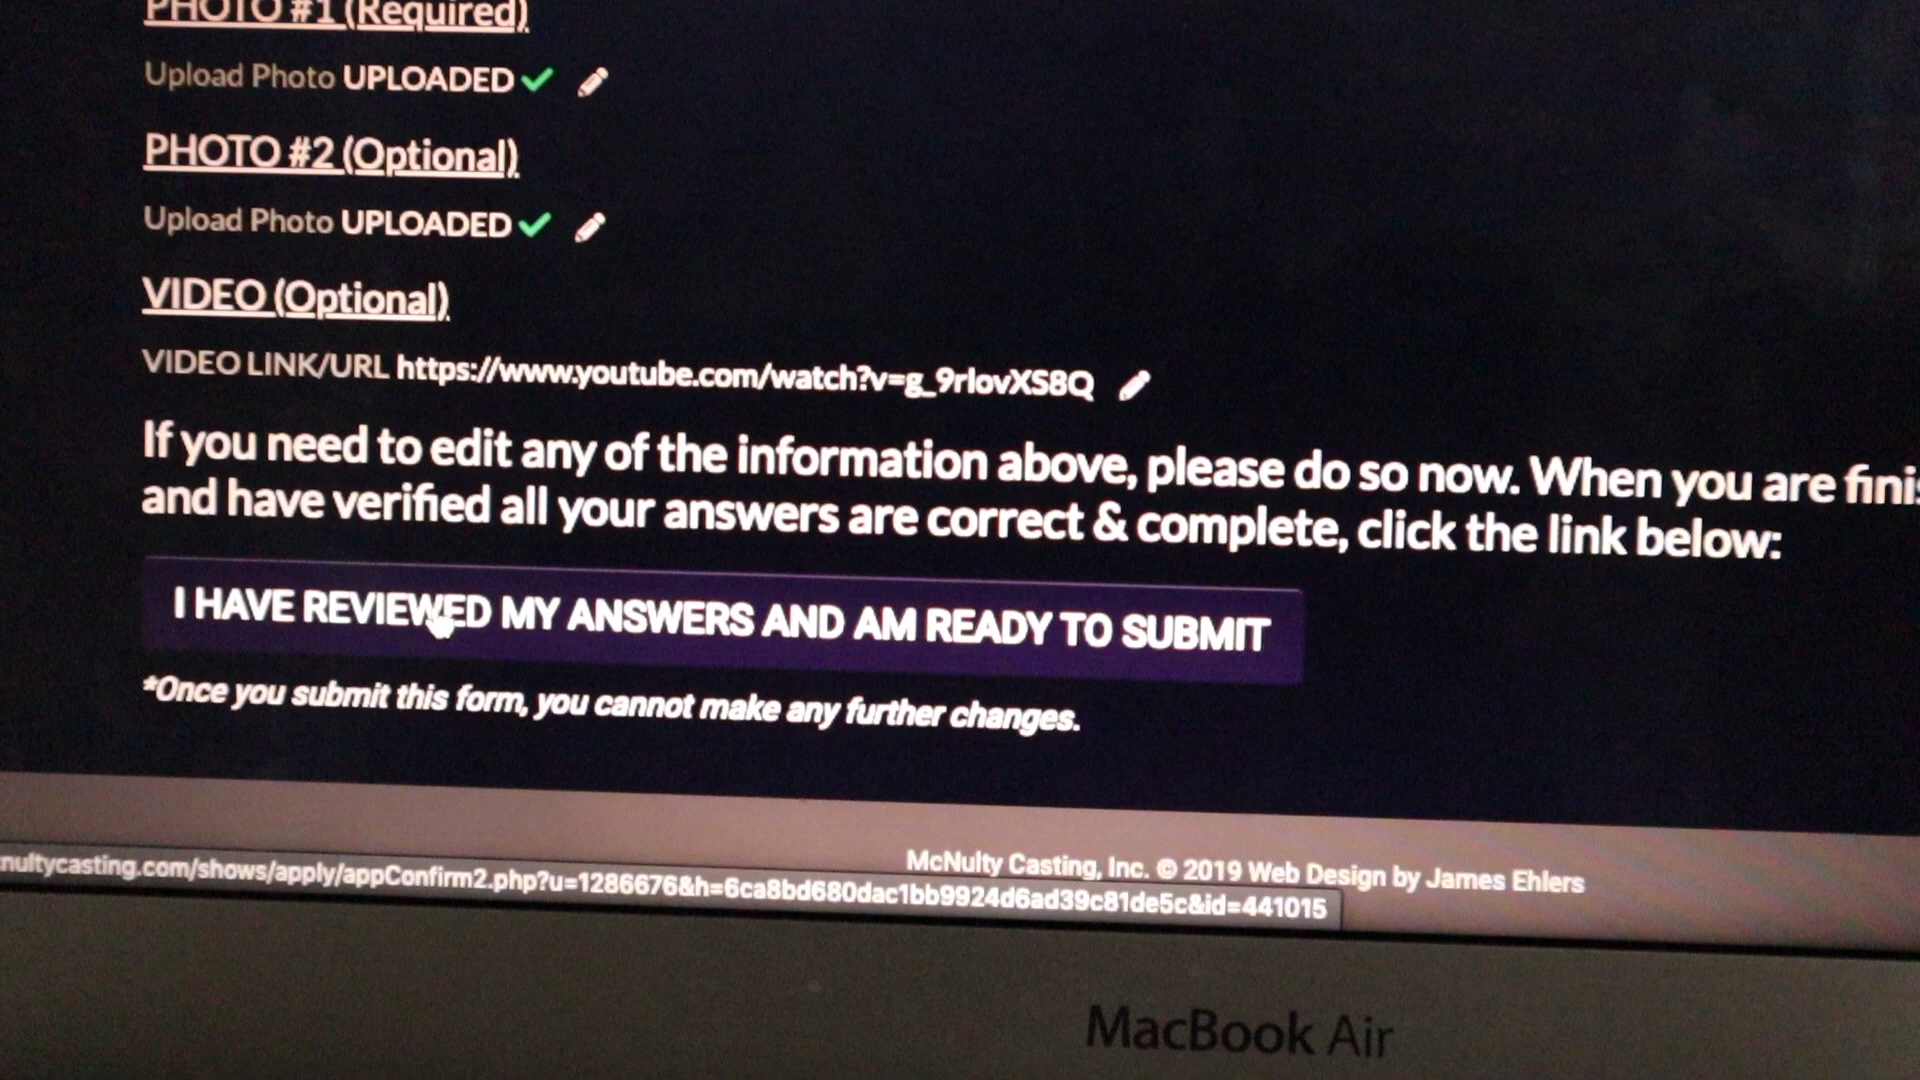 PHOTO #1 (Required)
Upload Photo UPLOADED
PHOTO #2 (Optional)
Upload Photo UPLOADED
VIDEO (Optional)
VIDEO LINK/URL https://www.youtube.com/watch?v=g_9rlovXS8Q
If you need to edit any of the information above, please do so now. When you are
and have verified all your answers are correct & complete, click the link below:
I HAVE REVIEWED MY ANSWERS AND AM READY TO SUBMIT
*Once you submit this form, you cannot make any further changes.
McNulty Casting, Inc. © 2019 Web Design by James Ehlers
nultycasting.com/shows/apply/appConfirm2.php?u=1286676&h=6ca8bd680dac1bb9924d6ad39c81de5c&id=441015
MacBook Air